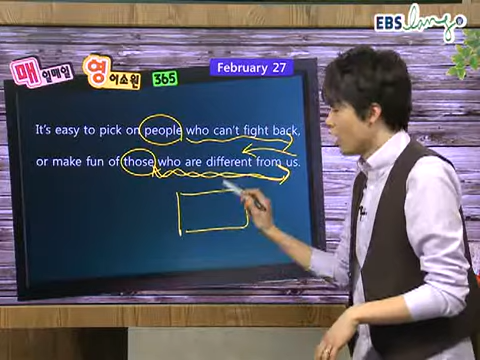 EBSlang e
매일매일 영어소원 365
February 27
It's easy to pick on people who can't fight back,
or make fun of those who are different from us.